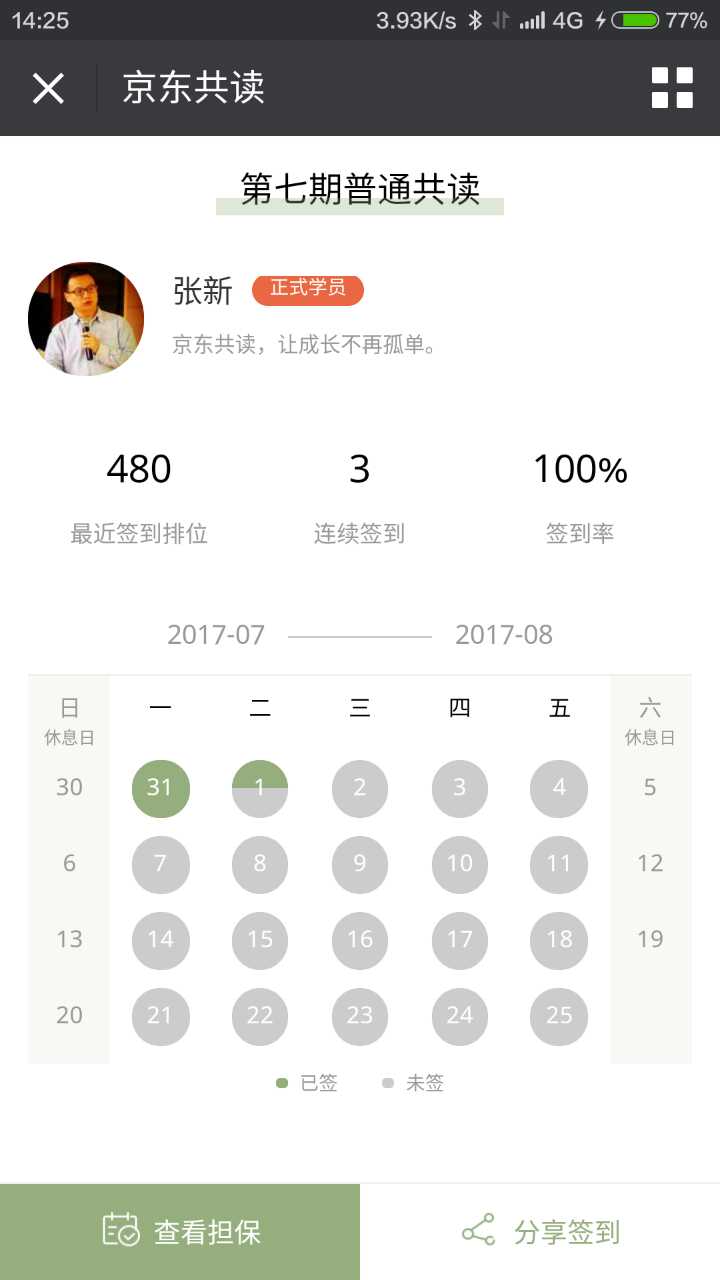 14:25 3.93K/s 4G 77%
京东共读
第七期普通共读
张新 正式学员
京东共读，让成长不再孤单。
480 3 100%
最近签到排位 连续签到 签到率
2017-07 2017-08
日 一 二 三 四 五 六
休息日 休息日
30 31 1 2 3 4 5
6 7 8 9 10 11 12
13 14 15 16 17 18 19
20 21 22 23 24 25
已签 未签
查看担保 分享签到